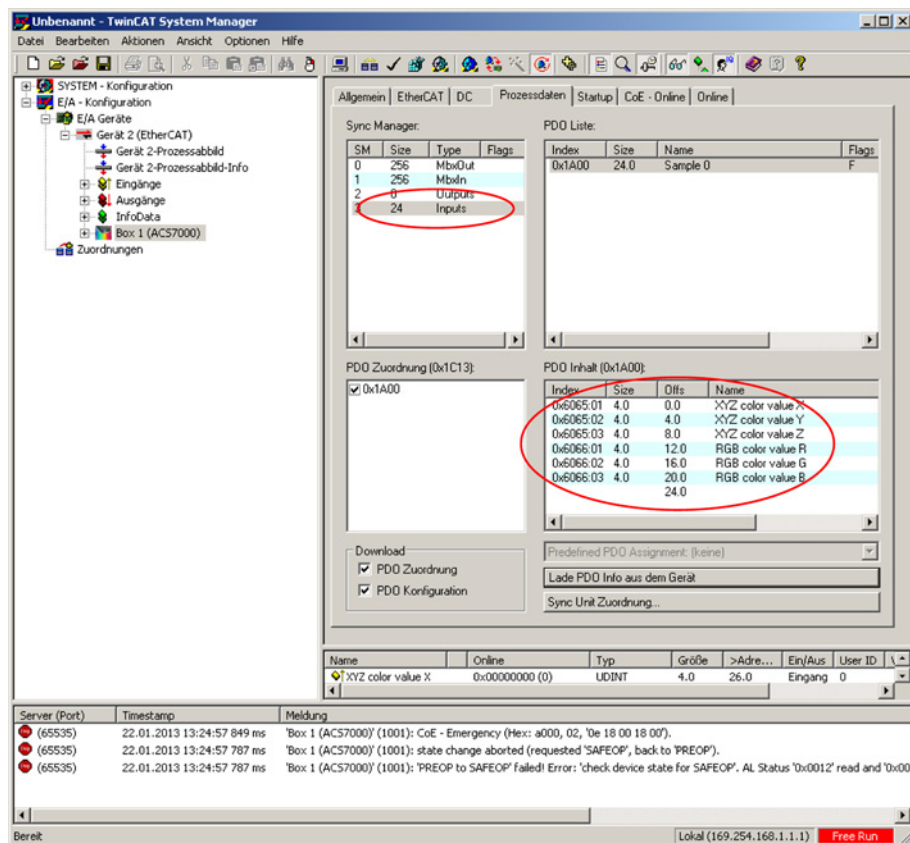 Unbenannt - TwinCAT System Manager
Datei Bearbeiten Aktionen Ansicht Optionen Hilfe
SYSTEM - Konfiguration
E/A - Konfiguration
E/A Geräte
Gerät 2 (EtherCAT)
Gerät 2-Prozessabbild
Gerät 2-Prozessabbild-Info
Eingänge
Ausgänge
InfoData
Box 1 (ACS7000)
Zuordnungen
Allgemein EtherCAT DC Prozessdaten Startup CoE - Online Online
Sync Manager:
SM Size Type Flags
0 256 MbxOut
1 256 MbxIn
2 0 Outputs
3 24 Inputs
PDO Liste:
Index Size Name Flags
0x1A00 24.0 Sample 0 F
PDO Zuordnung (0x1C13):
0x1A00
PDO Inhalt (0x1A00):
Index Size Offs Name
0x6065:01 4.0 0.0 XYZ color value X
0x6065:02 4.0 4.0 XYZ color value Y
0x6065:03 4.0 8.0 XYZ color value Z
0x6066:01 4.0 12.0 RGB color value R
0x6066:02 4.0 16.0 RGB color value G
0x6066:03 4.0 20.0 RGB color value B
24.0
Download
PDO Zuordnung
PDO Konfiguration
Predefined PDO Assignment: (keine)
Lade PDO Info aus dem Gerät
Sync Unit Zuordnung...
Name Online Typ Größe >Adre... Ein/Aus User ID
XYZ color value X 0x00000000 (0) UDINT 4.0 26.0 Eingang 0
Server (Port) Timestamp Meldung
(65535) 22.01.2013 13:24:57 849 ms 'Box 1 (ACS7000)' (1001): CoE - Emergency (Hex: a000, 02, '0e 18 00 18 00').
(65535) 22.01.2013 13:24:57 787 ms 'Box 1 (ACS7000)' (1001): state change aborted (requested 'SAFEOP', back to 'PREOP').
(65535) 22.01.2013 13:24:57 787 ms 'Box 1 (ACS7000)' (1001): 'PREOP to SAFEOP' failed! Error: 'check device state for SAFEOP'. AL Status '0x0012' read and '0x00
Bereit Lokal (169.254.168.1.1.1) Free Run